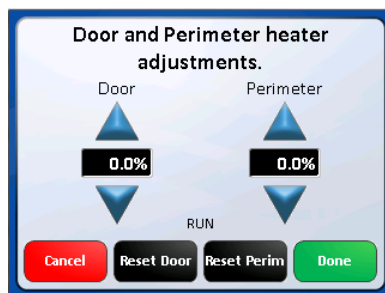 Door and Perimeter heater
adjustments.
Door Perimeter
0.0% 0.0%
RUN
Cancel Reset Door Reset Perim Done